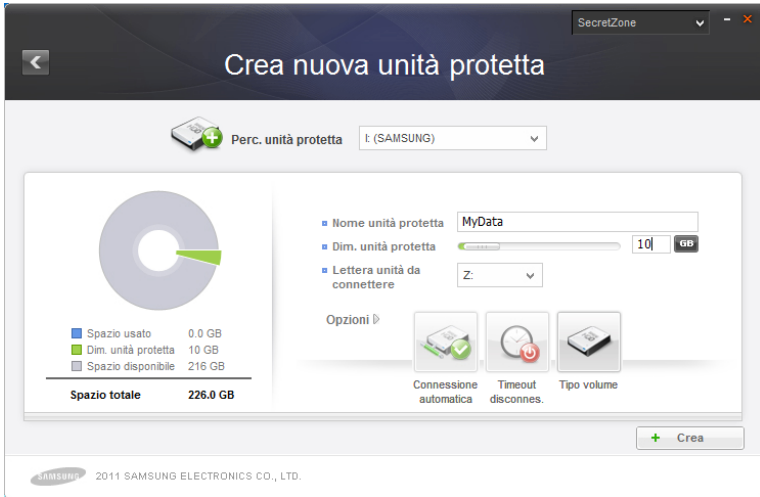 SecretZone
Crea nuova unità protetta
Perc. unità protetta I: (SAMSUNG)
Nome unità protetta MyData
Dim. unità protetta 10 GB
Lettera unità da
connettere
Z:
Opzioni
Connessione
automatica
Timeout
disconnes.
Tipo volume
Spazio usato 0.0 GB
Dim. unità protetta 10 GB
Spazio disponibile 216 GB
Spazio totale 226.0 GB
+ Crea
SAMSUNG 2011 SAMSUNG ELECTRONICS CO., LTD.